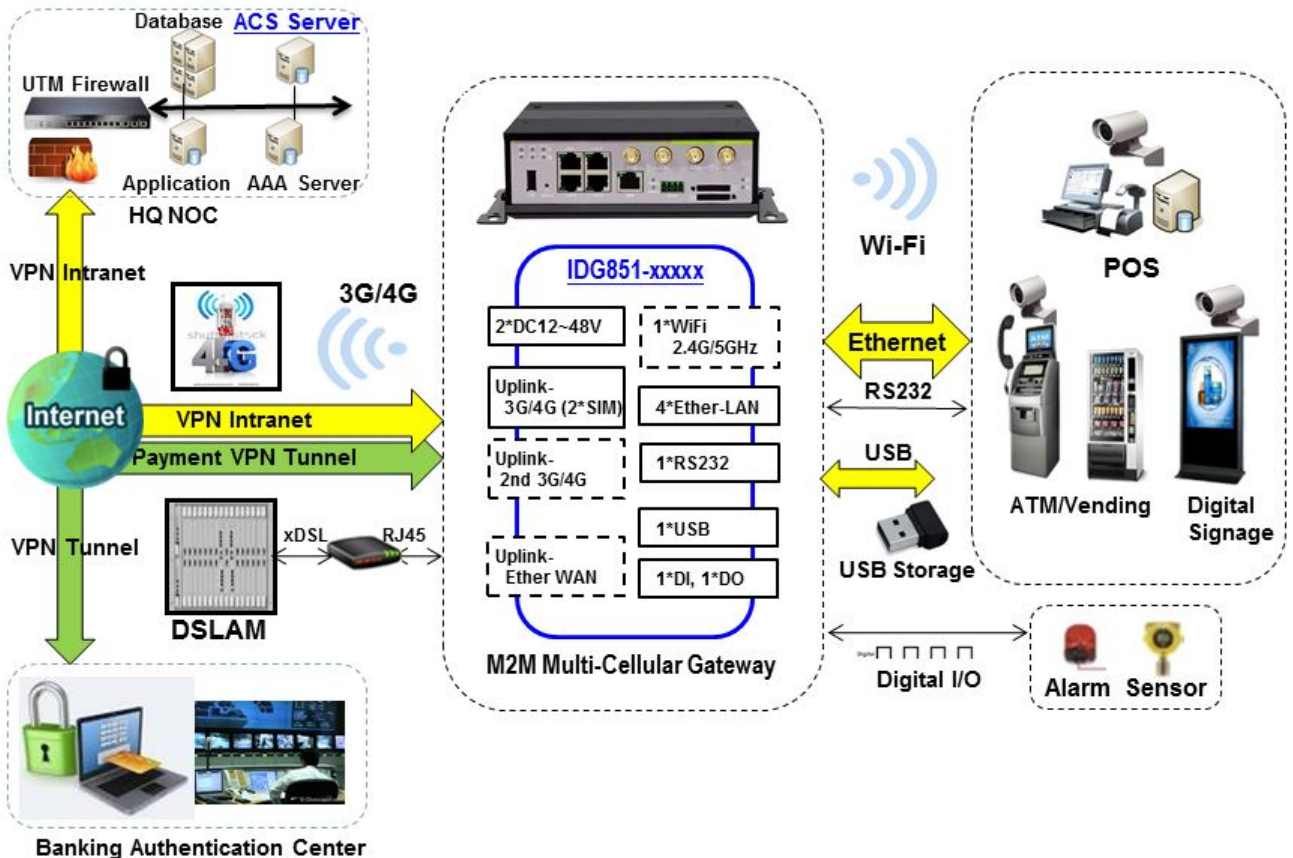 Database
ACS Server
UTM Firewall
Application
AAA Server
HQ NOC
VPN Intranet
3G/4G
4G
Internet
VPN Intranet
Payment VPN Tunnel
VPN Tunnel
xDSL
RJ45
DSLAM
Banking Authentication Center
IDG851-xxxxx
2*DC12~48V
1*WiFi
2.4G/5GHz
Uplink-
3G/4G (2*SIM)
4*Ether-LAN
Uplink-
2nd 3G/4G
1*RS232
1*USB
Uplink-
Ether WAN
1*DI, 1*DO
M2M Multi-Cellular Gateway
Wi-Fi
Ethernet
RS232
USB
USB Storage
Digital
Digital I/O
POS
ATM
ATM/Vending
Digital
Signage
Alarm
Sensor